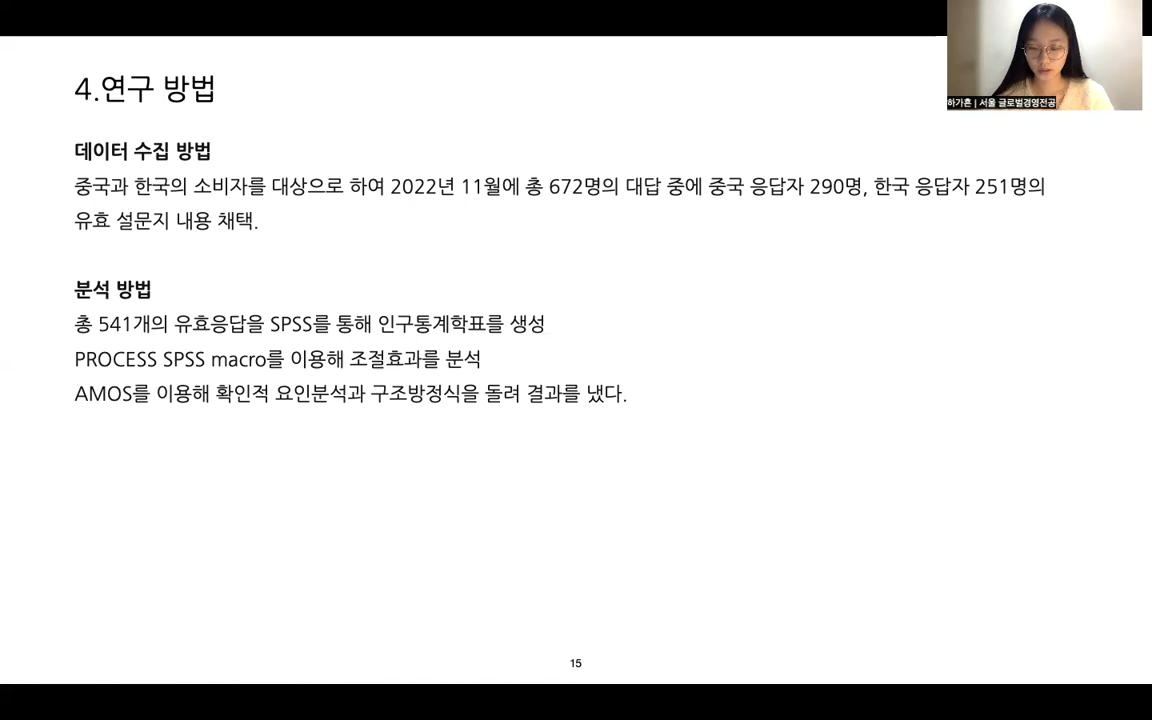 4.연구 방법
하가흔 | 서울 글로벌경영전공
데이터 수집 방법
중국과 한국의 소비자를 대상으로 하여 2022년 11월에 총 672명의 대답 중에 중국 응답자 290명, 한국 응답자 251명의
유효 설문지 내용 채택.
분석 방법
총 541개의 유효응답을 SPSS를 통해 인구통계학표를 생성
PROCESS SPSS macro를 이용해 조절효과를 분석
AMOS를 이용해 확인적 요인분석과 구조방정식을 돌려 결과를 냈다.
15